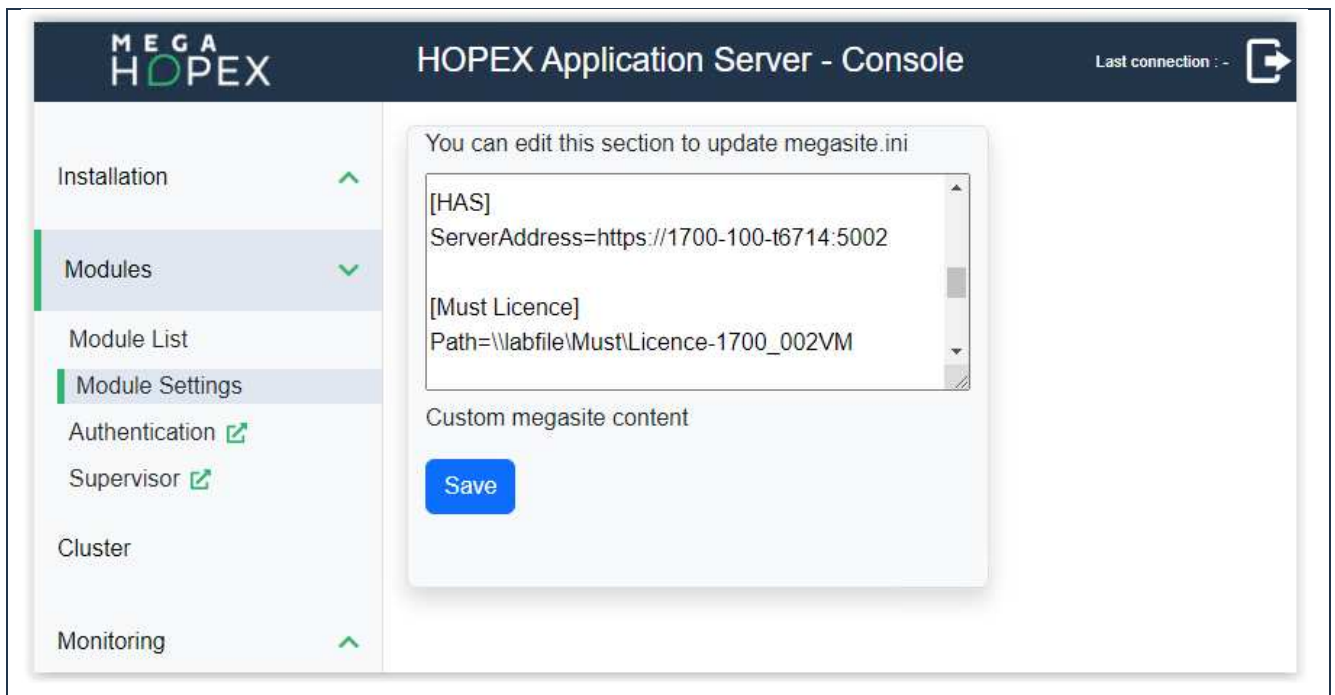 MEGA
HOPEX
HOPEX Application Server - Console
Last connection : -
Installation
Modules
Module List
Module Settings
Authentication
Supervisor
Cluster
Monitoring
You can edit this section to update megasite.ini
[HAS]
ServerAddress=https://1700-100-t6714:5002
[Must Licence]
Path=\\labfile\Must\Licence-1700_002VM
Custom megasite content
Save